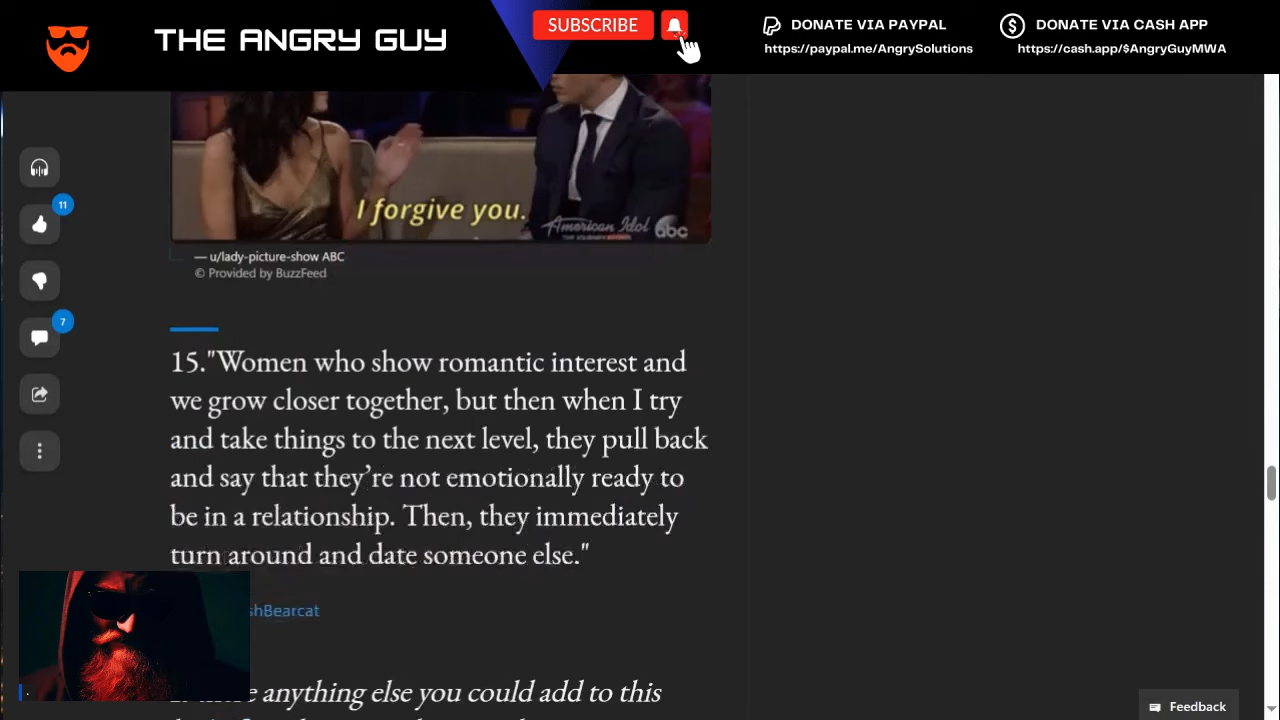 THE ANGRY GUY
SUBSCRIBE
DONATE VIA PAYPAL
https://paypal.me/AngrySolutions
DONATE VIA CASH APP
https://cash.app/$AngryGuyMWA
I forgive you.
American Idol
abc
— u/lady-picture-show ABC
© Provided by BuzzFeed
11
7
15."Women who show romantic interest and
we grow closer together, but then when I try
and take things to the next level, they pull back
and say that they’re not emotionally ready to
be in a relationship. Then, they immediately
turn around and date someone else."
shBearcat
anything else you could add to this
Feedback